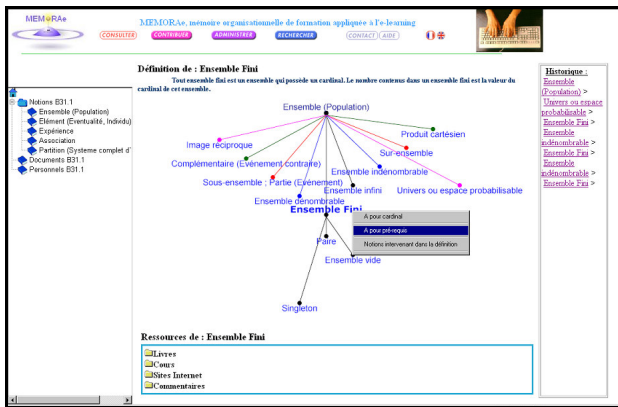 MEMORAe
MEMORAe, mémoire organisationnelle de formation appliquée à l'e-learning
CONSULTER
CONTRIBUER
ADMINISTRER
RECHERCHER
CONTACT
AIDE
Définition de : Ensemble Fini
Tout ensemble fini est un ensemble qui possède un cardinal. Le nombre contenus dans un ensemble fini est la valeur du
cardinal de cet ensemble.
Notions B31.1
Ensemble (Population)
Elément (Eventualité, Individu)
Expérience
Association
Partition (Systeme complet d'
Documents B31.1
Personnels B31.1
Ensemble (Population)
Image réciproque
Produit cartésien
Complémentaire (Evénement contraire)
Sur-ensemble
Sous-ensemble : Partie (Evénement)
Ensemble indénombrable
Ensemble infini
Univers ou espace probabilisable
Ensemble dénombrable
Ensemble Fini
A pour cardinal
A pour pré-requis
Notions intervenant dans la définition
Paire
Ensemble vide
Singleton
Ressources de : Ensemble Fini
Livres
Cours
Sites Internet
Commentaires
Historique :
Ensemble
(Population) >
Univers ou espace
probabilisable >
Ensemble Fini >
Ensemble
indénombrable >
Ensemble Fini >
Ensemble
indénombrable >
Ensemble Fini >